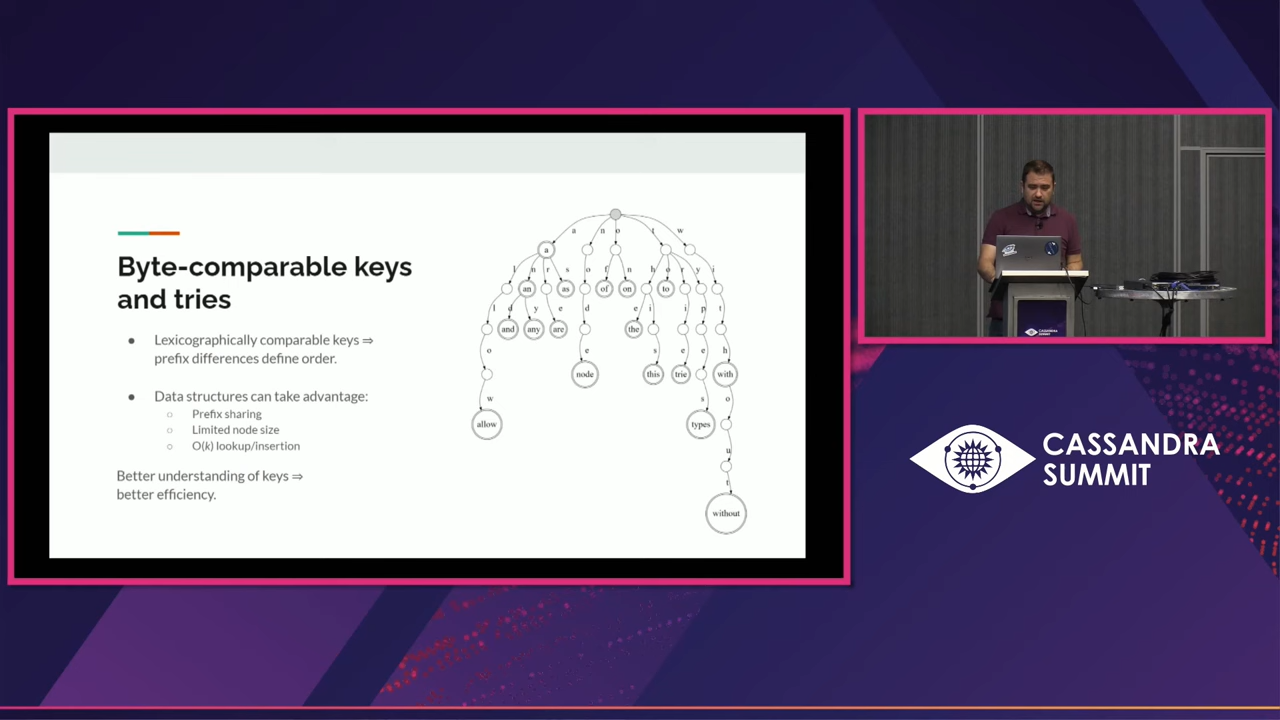 Byte-comparable keys
and tries
● Lexicographically comparable keys ⇒
prefix differences define order.
● Data structures can take advantage:
○ Prefix sharing
○ Limited node size
○ O(k) lookup/insertion
Better understanding of keys ⇒
better efficiency.
a n o t w
a
l n r s o f n h o r y i
an as of on to
l d y e d e i i p t
and any are the
o e s e e h
node this trie with
w s o
allow types
u
t
without
CASSANDRA
SUMMIT